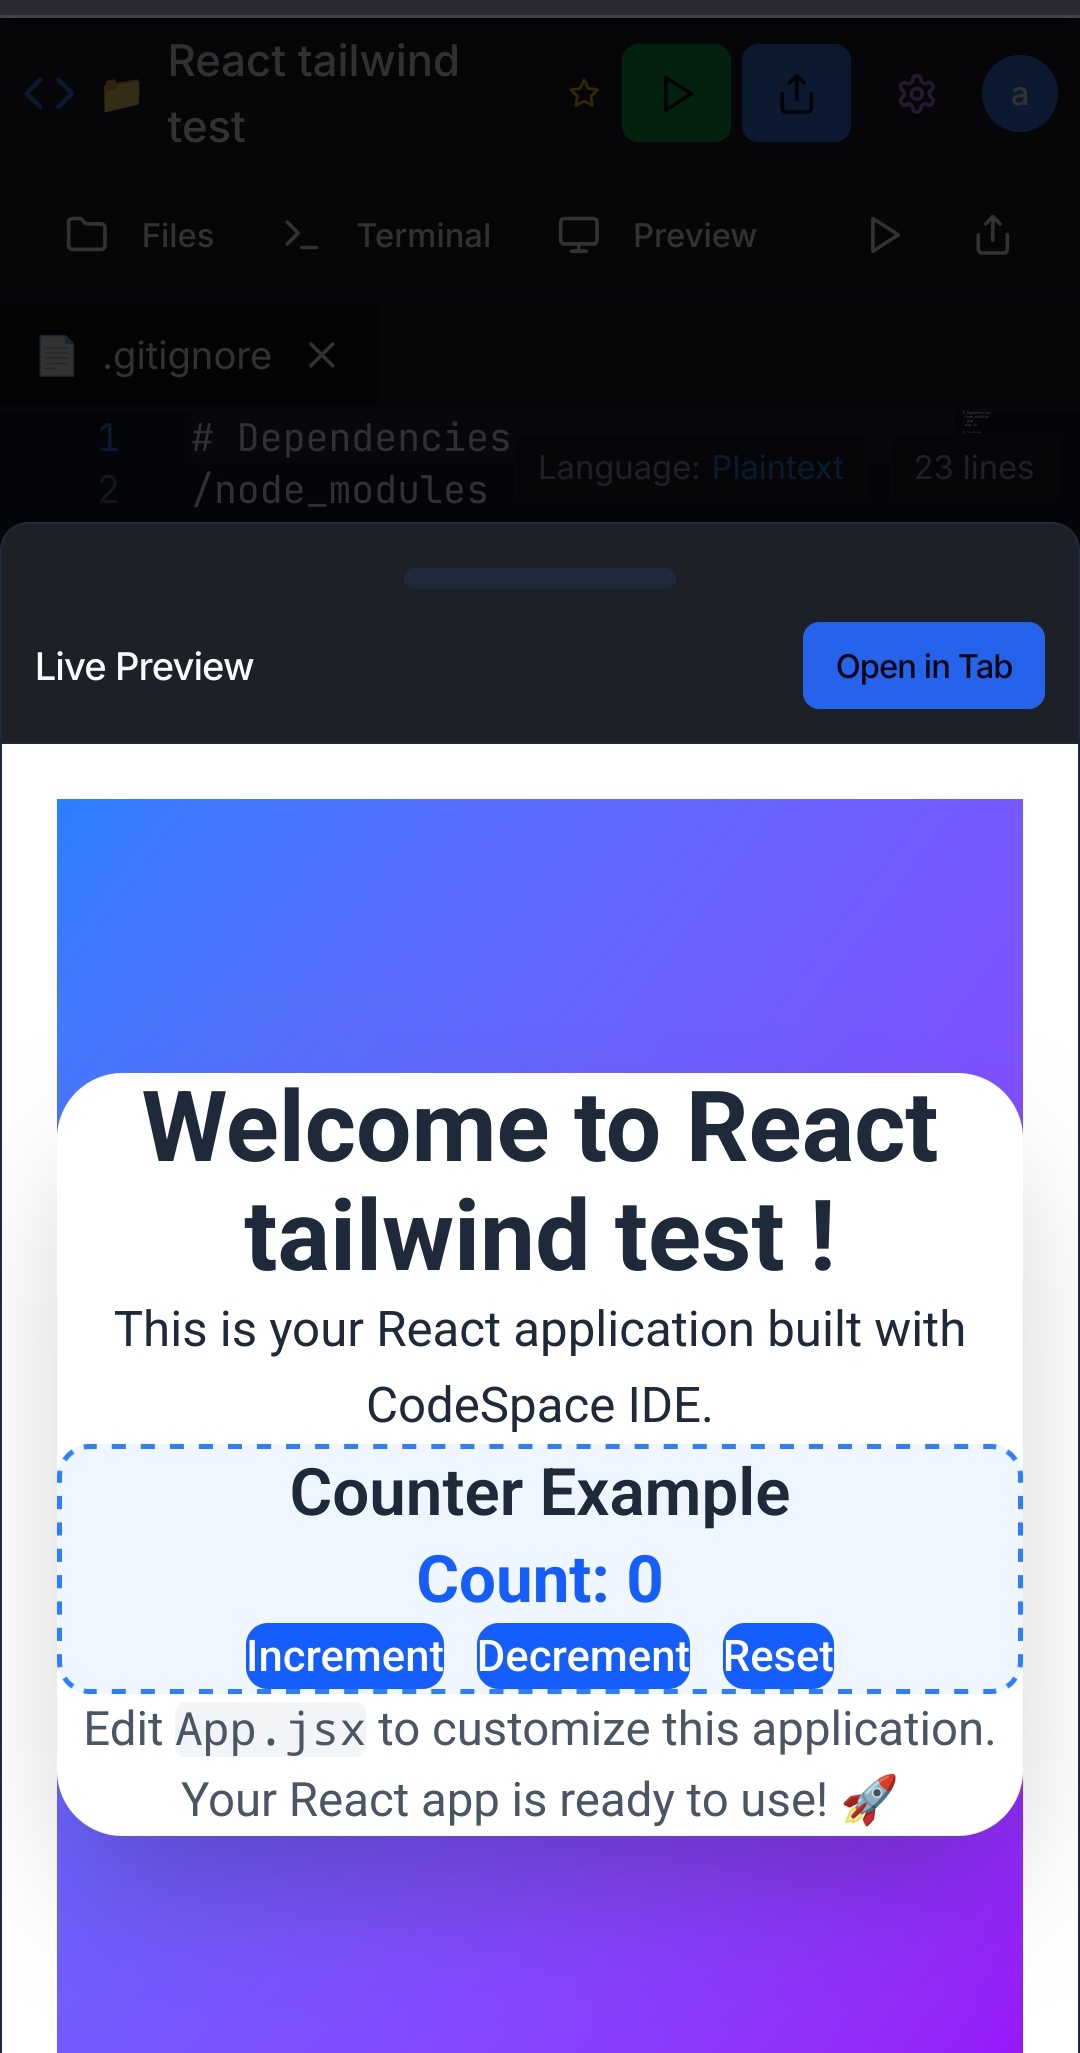 React tailwind
test
a
Files
Terminal
Preview
.gitignore
1 # Dependencies
2 /node_modules
Language: Plaintext
23 lines
Live Preview
Open in Tab
Welcome to React
tailwind test !
This is your React application built with
CodeSpace IDE.
Counter Example
Count: 0
Increment Decrement Reset
Edit App.jsx to customize this application.
Your React app is ready to use! 🚀